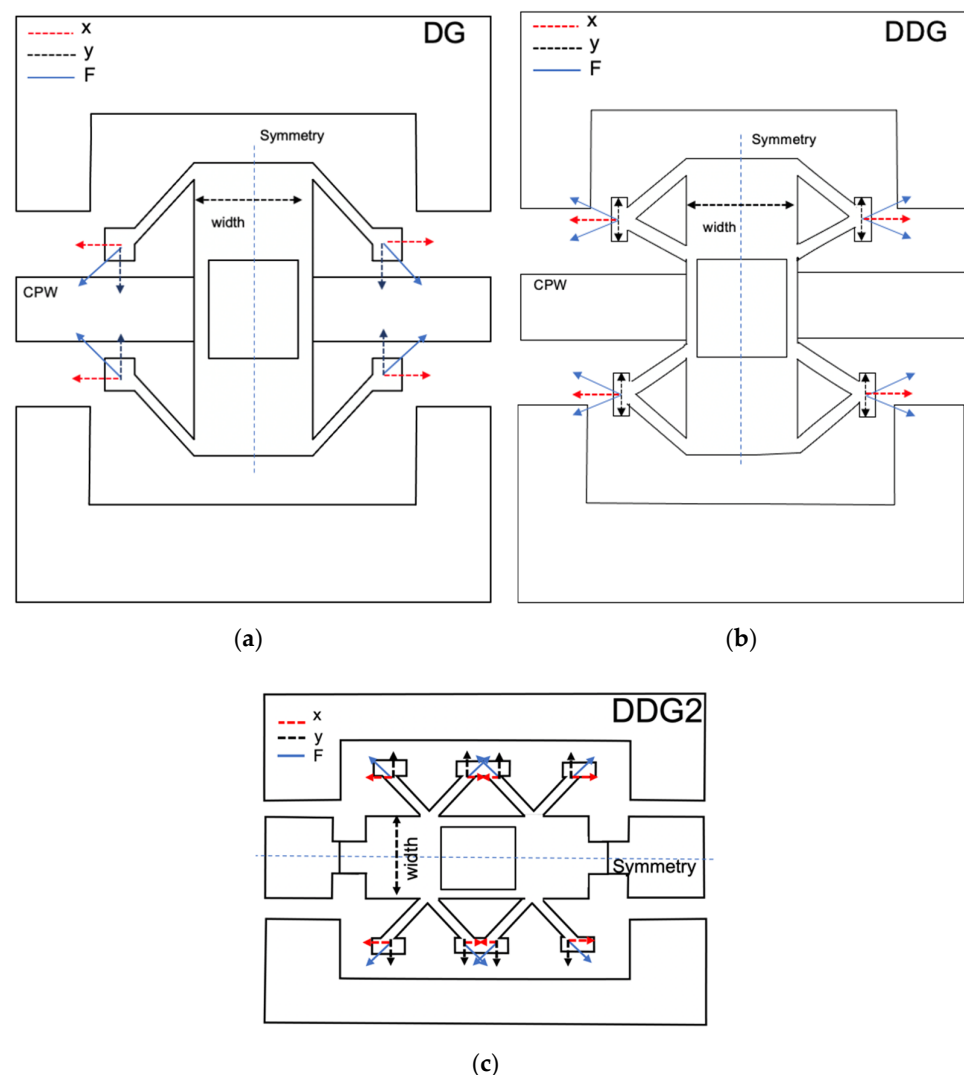 DG
x
y
F
Symmetry
width
CPW
(a)
DDG
x
y
F
Symmetry
width
CPW
(b)
DDG2
x
y
F
width
Symmetry
(c)